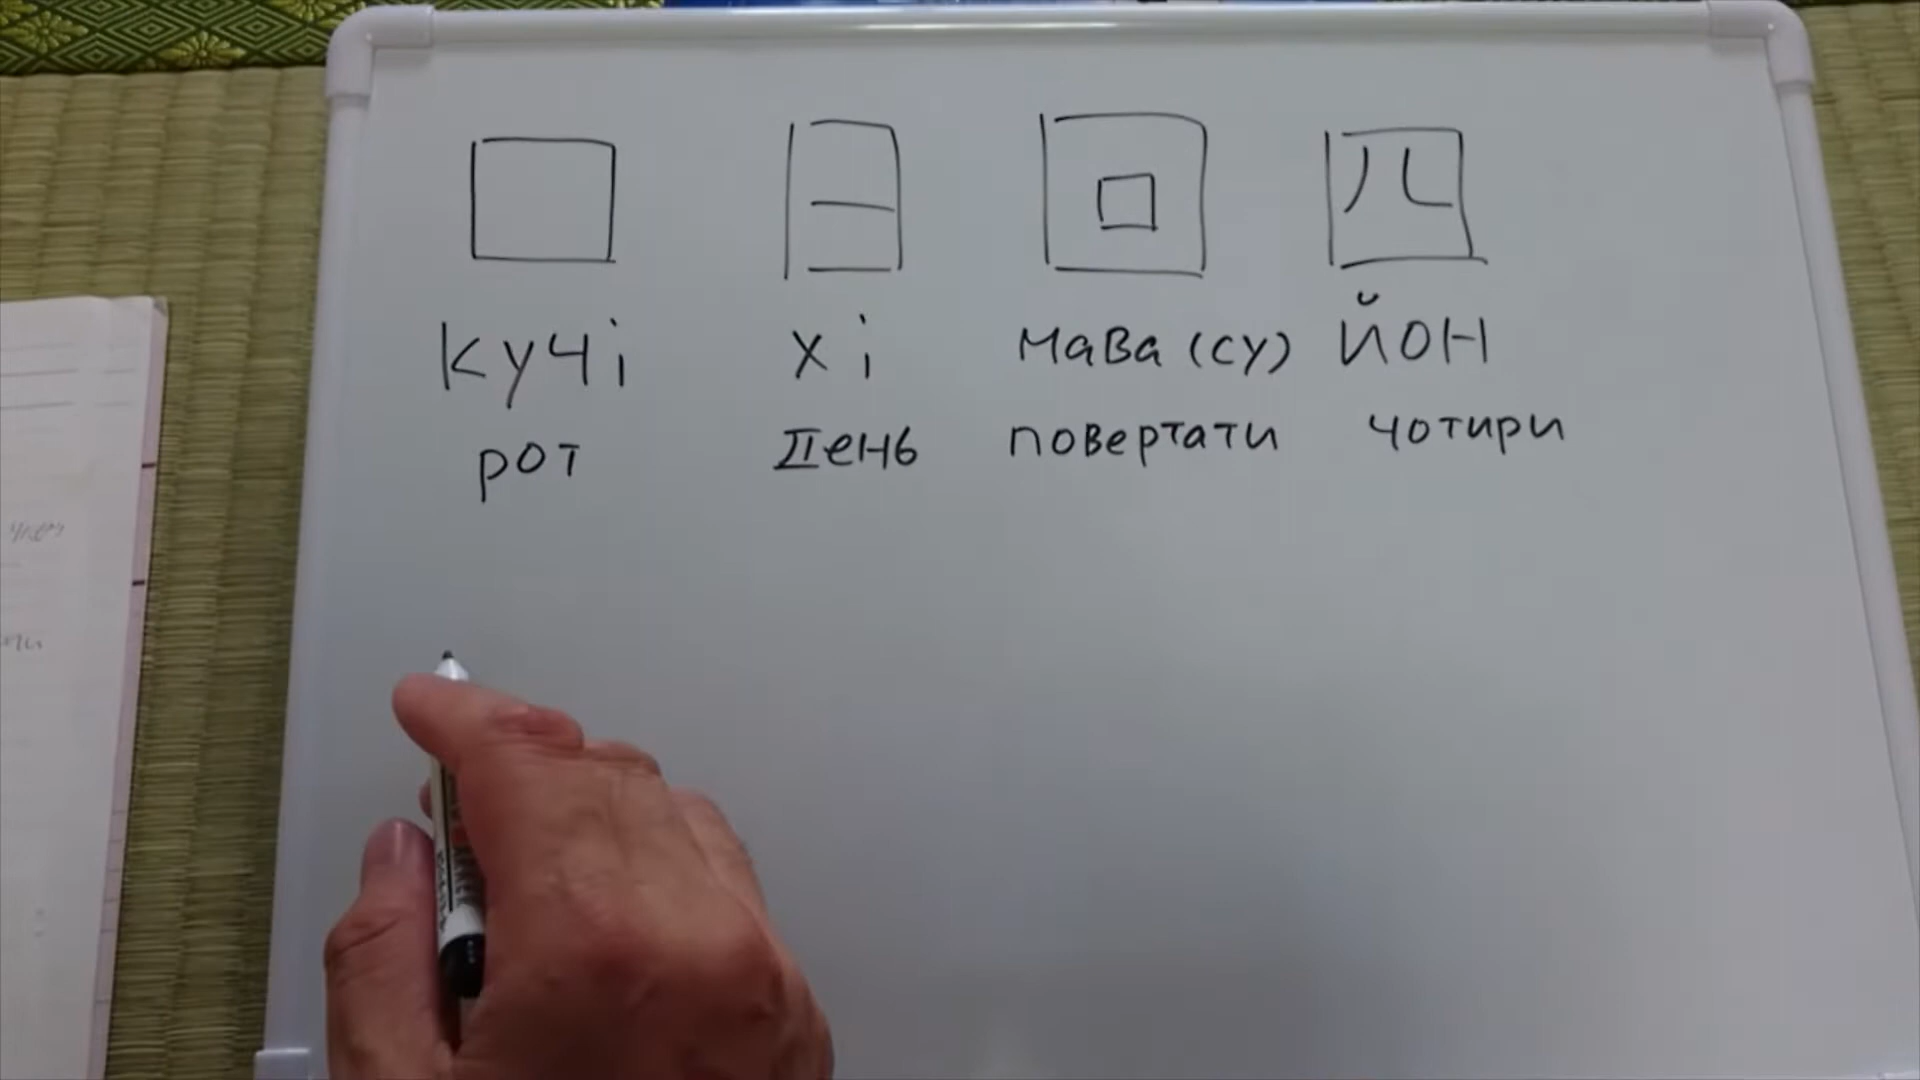 口 日 回 四
кучі хі мава(су) йон
рот день повертати чотири